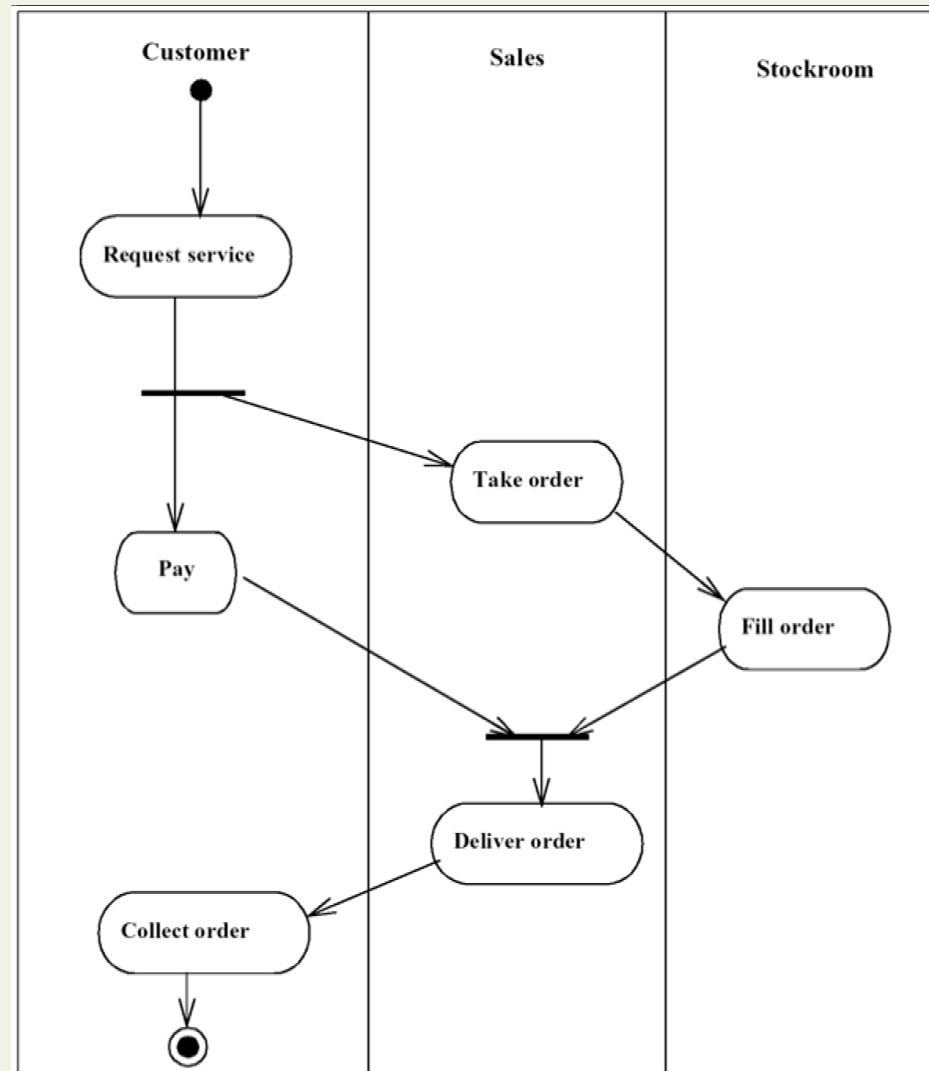 Customer
Sales
Stockroom
Request service
Take order
Pay
Fill order
Deliver order
Collect order